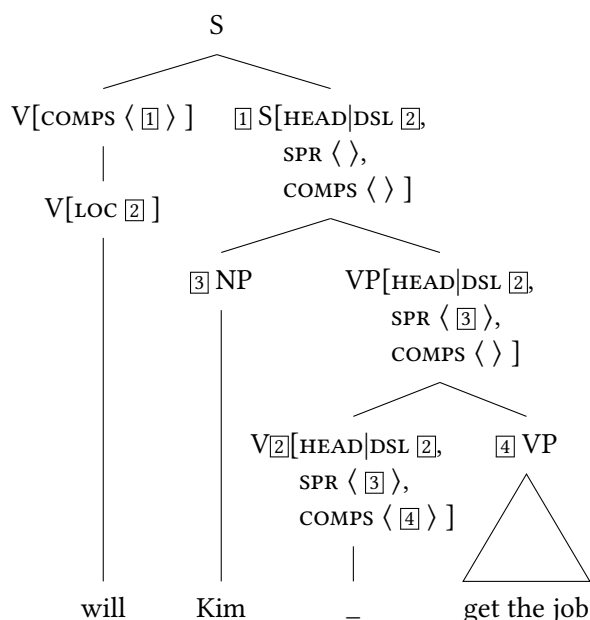 S
V[COMPS ⟨ 1 ⟩ ] 1 S[HEAD|DSL 2,
SPR ⟨ ⟩,
COMPS ⟨ ⟩ ]
V[LOC 2 ]
3 NP VP[HEAD|DSL 2,
SPR ⟨ 3 ⟩,
COMPS ⟨ ⟩ ]
V2[HEAD|DSL 2, 4 VP
SPR ⟨ 3 ⟩,
COMPS ⟨ 4 ⟩ ]
will Kim _ get the job